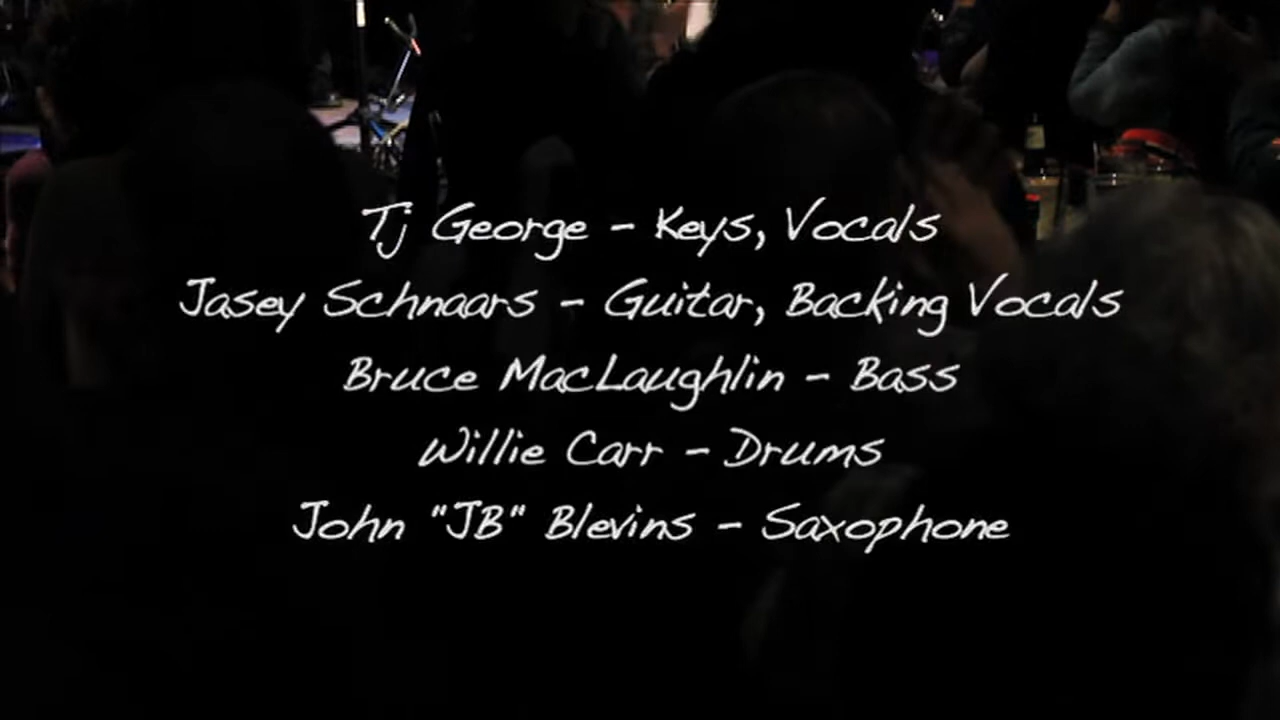 Tj George - Keys, Vocals
Jasey Schnaars - Guitar, Backing Vocals
Bruce MacLaughlin - Bass
Willie Carr - Drums
John "JB" Blevins - Saxophone